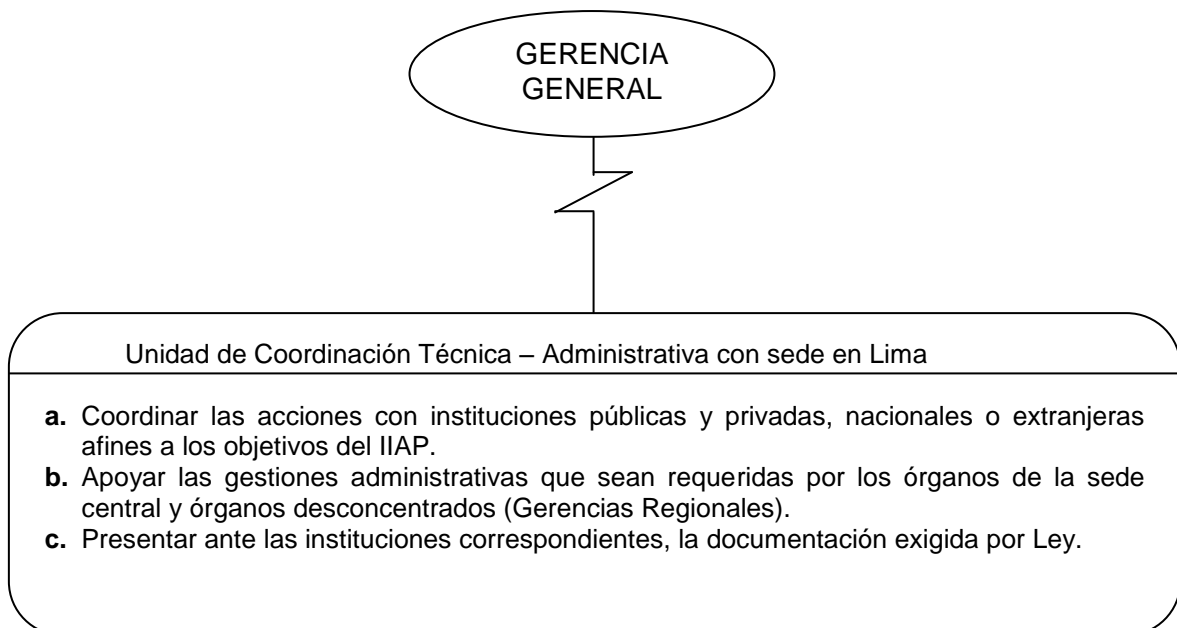 GERENCIA
GENERAL
Unidad de Coordinación Técnica – Administrativa con sede en Lima
a. Coordinar las acciones con instituciones públicas y privadas, nacionales o extranjeras
afines a los objetivos del IIAP.
b. Apoyar las gestiones administrativas que sean requeridas por los órganos de la sede
central y órganos desconcentrados (Gerencias Regionales).
c. Presentar ante las instituciones correspondientes, la documentación exigida por Ley.